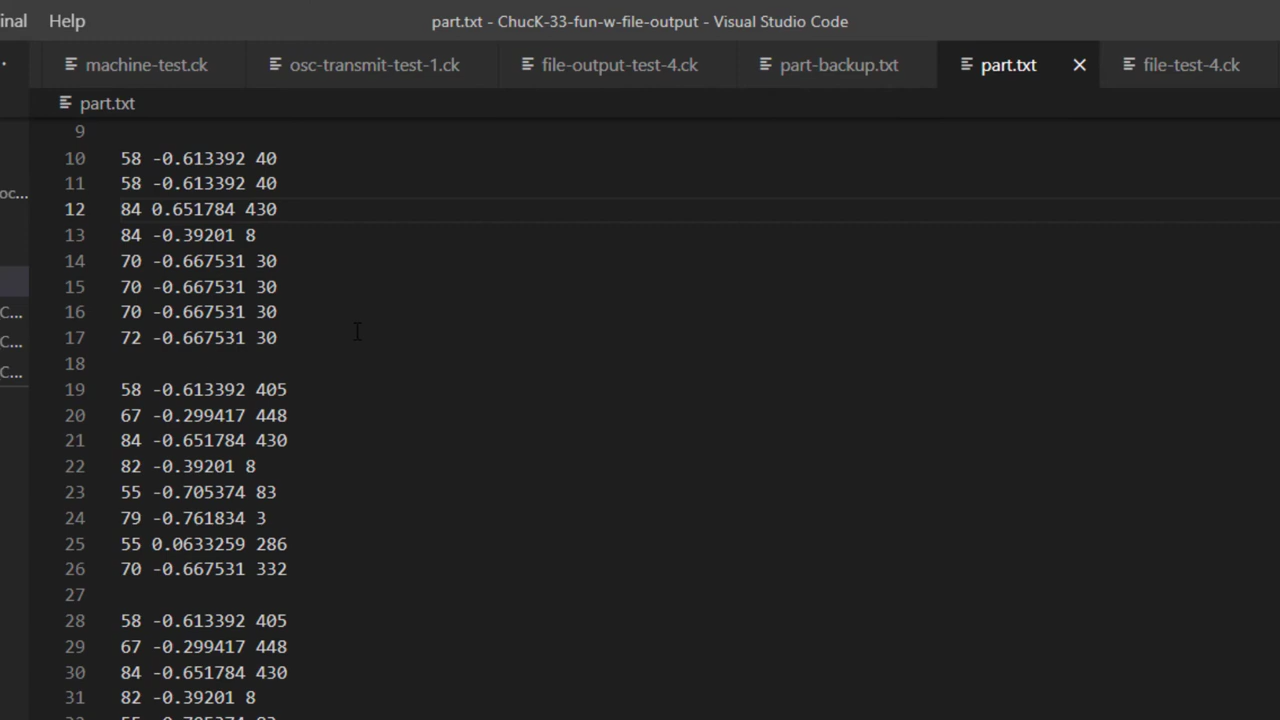 inal Help part.txt - ChucK-33-fun-w-file-output - Visual Studio Code
machine-test.ck osc-transmit-test-1.ck file-output-test-4.ck part-backup.txt part.txt file-test-4.ck
part.txt
9
10 58 -0.613392 40
11 58 -0.613392 40
oc...
12 84 0.651784 430
13 84 -0.39201 8
14 70 -0.667531 30
15 70 -0.667531 30
C...
16 70 -0.667531 30
C...
17 72 -0.667531 30
18
C...
19 58 -0.613392 405
20 67 -0.299417 448
21 84 -0.651784 430
22 82 -0.39201 8
23 55 -0.705374 83
24 79 -0.761834 3
25 55 0.0633259 286
26 70 -0.667531 332
27
28 58 -0.613392 405
29 67 -0.299417 448
30 84 -0.651784 430
31 82 -0.39201 8